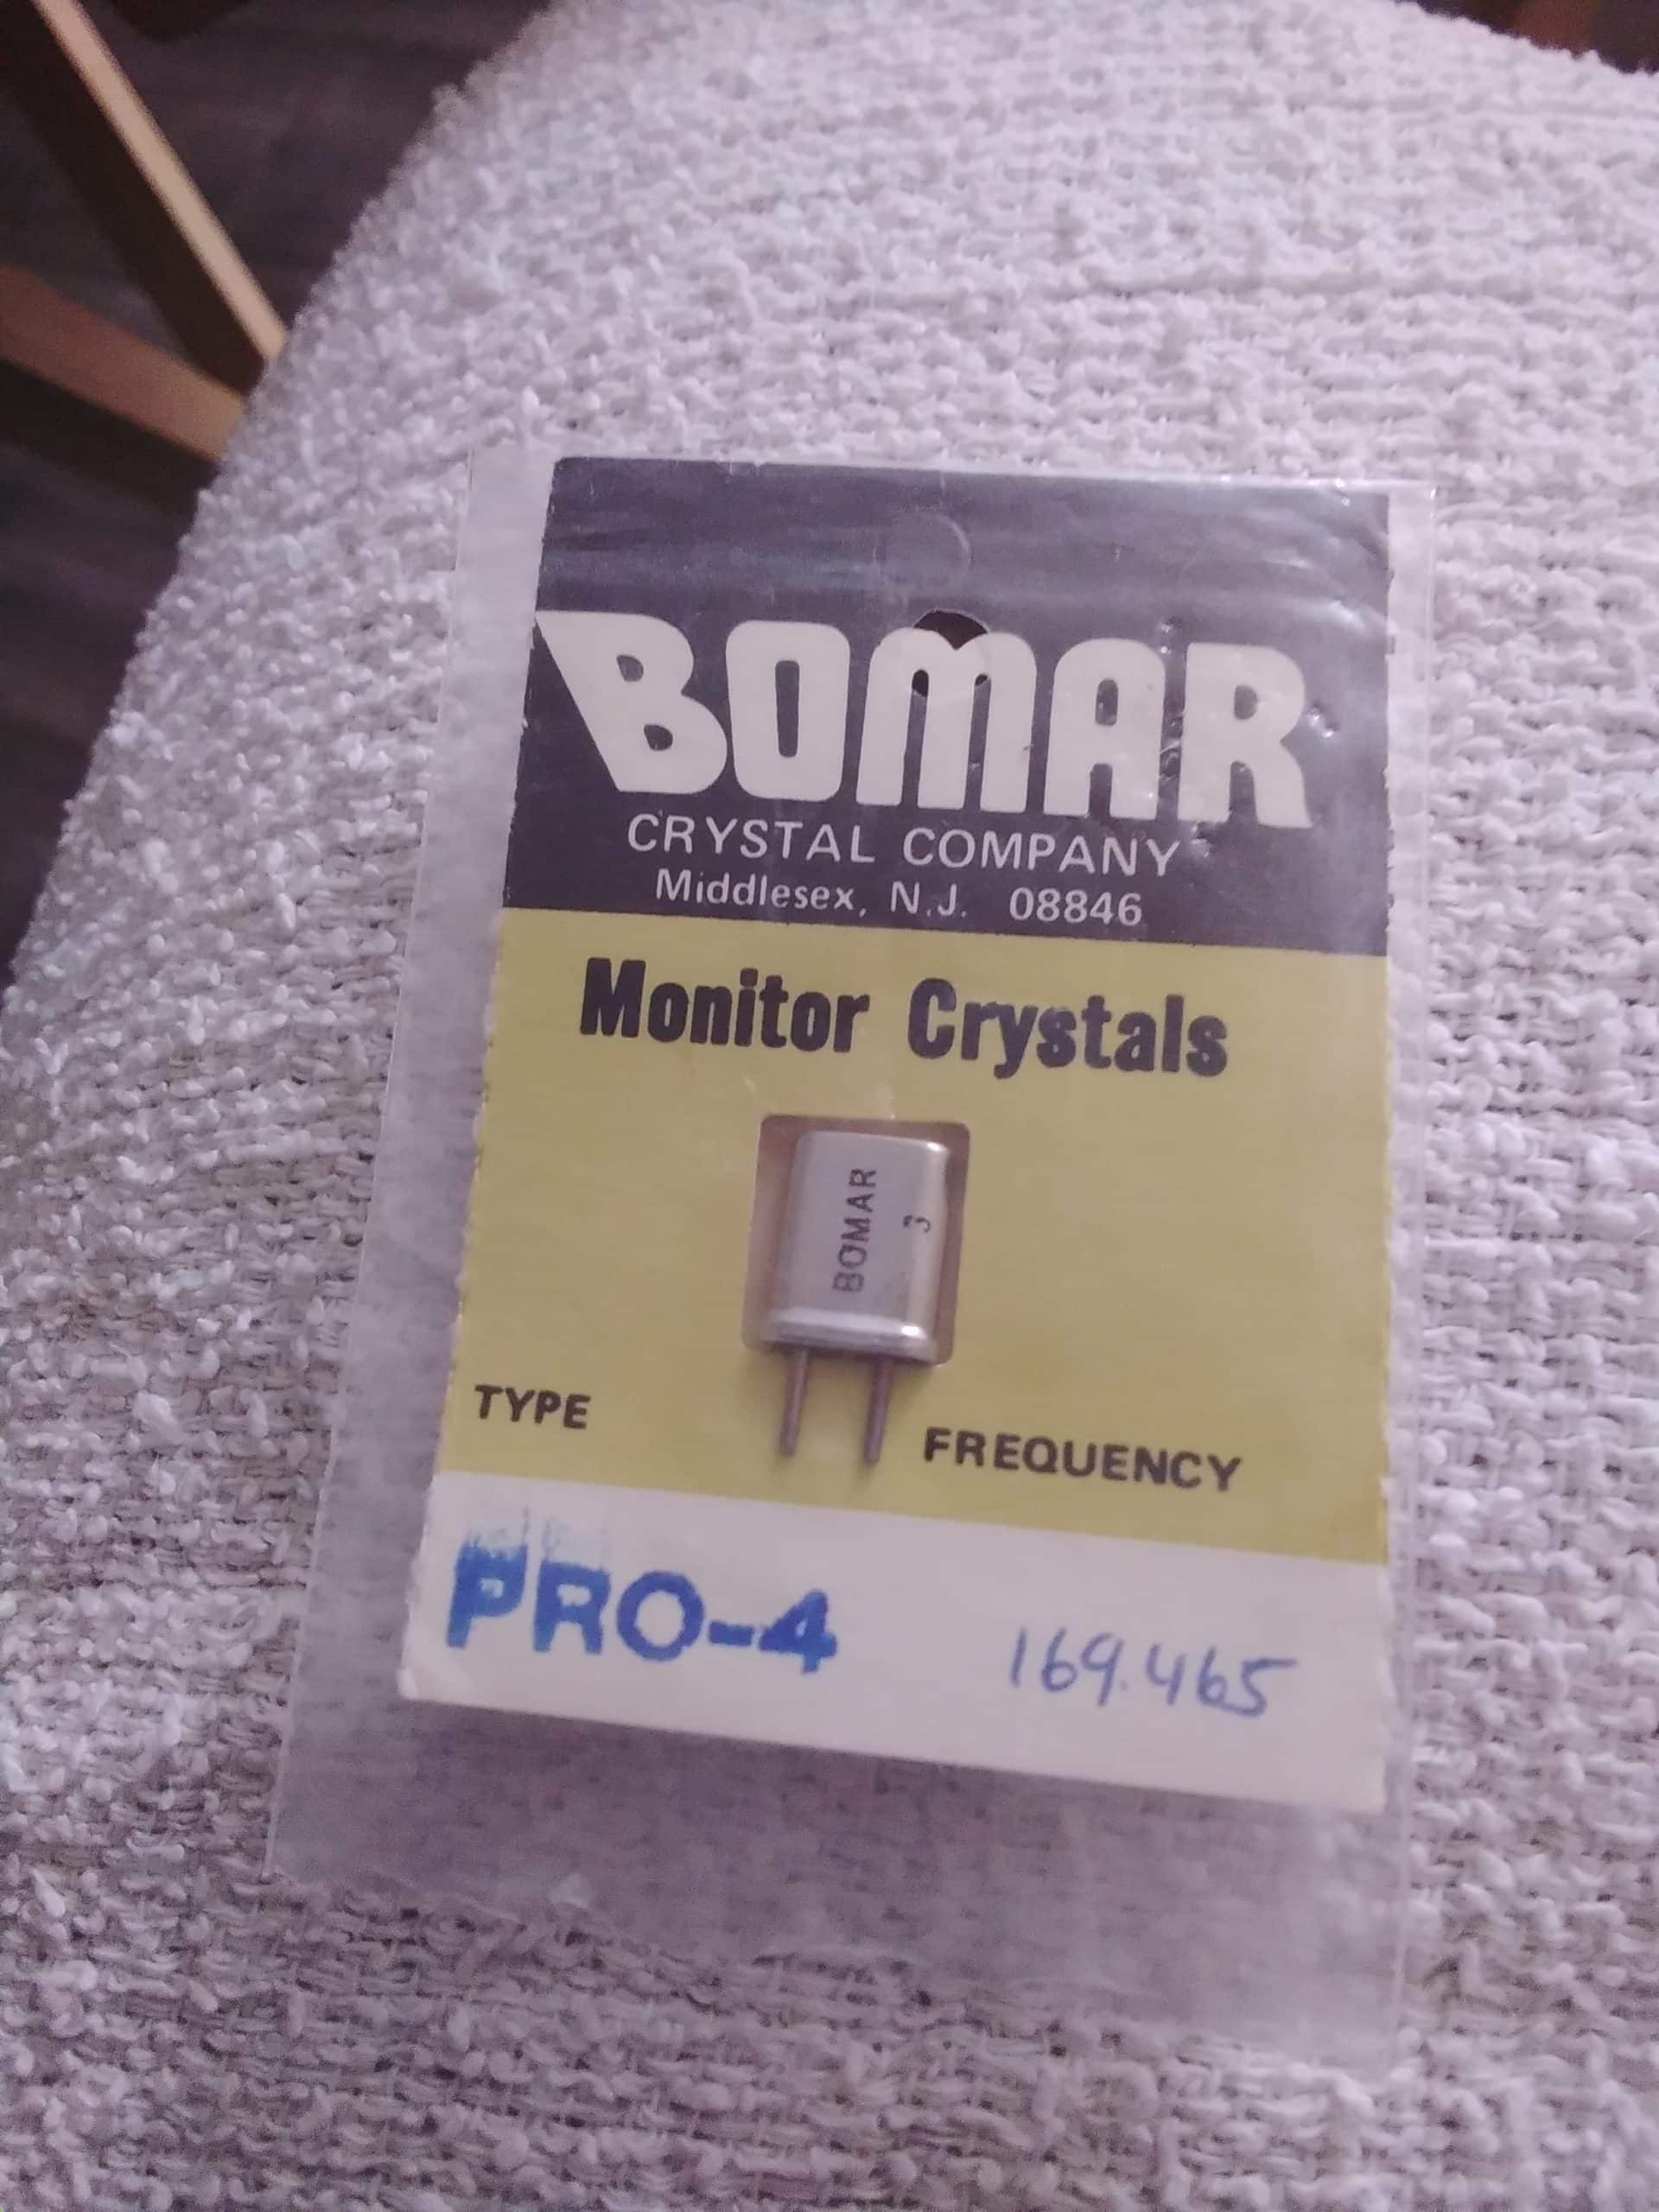 BOMAR
CRYSTAL COMPANY
Middlesex, N.J. 08846
Monitor Crystals
BOMAR
3
TYPE
FREQUENCY
PRO-4
169.465